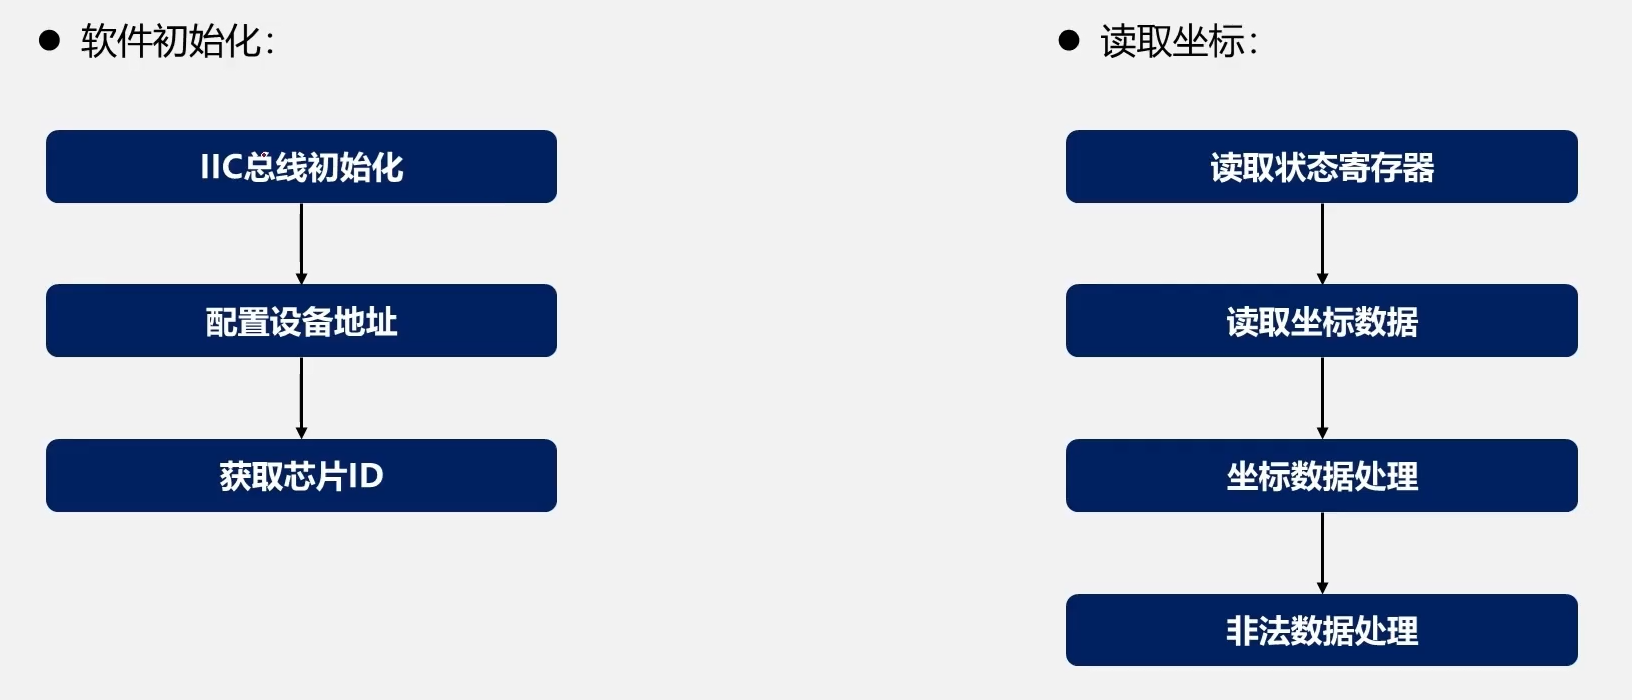 软件初始化：
IIC总线初始化
配置设备地址
获取芯片ID
读取坐标：
读取状态寄存器
读取坐标数据
坐标数据处理
非法数据处理